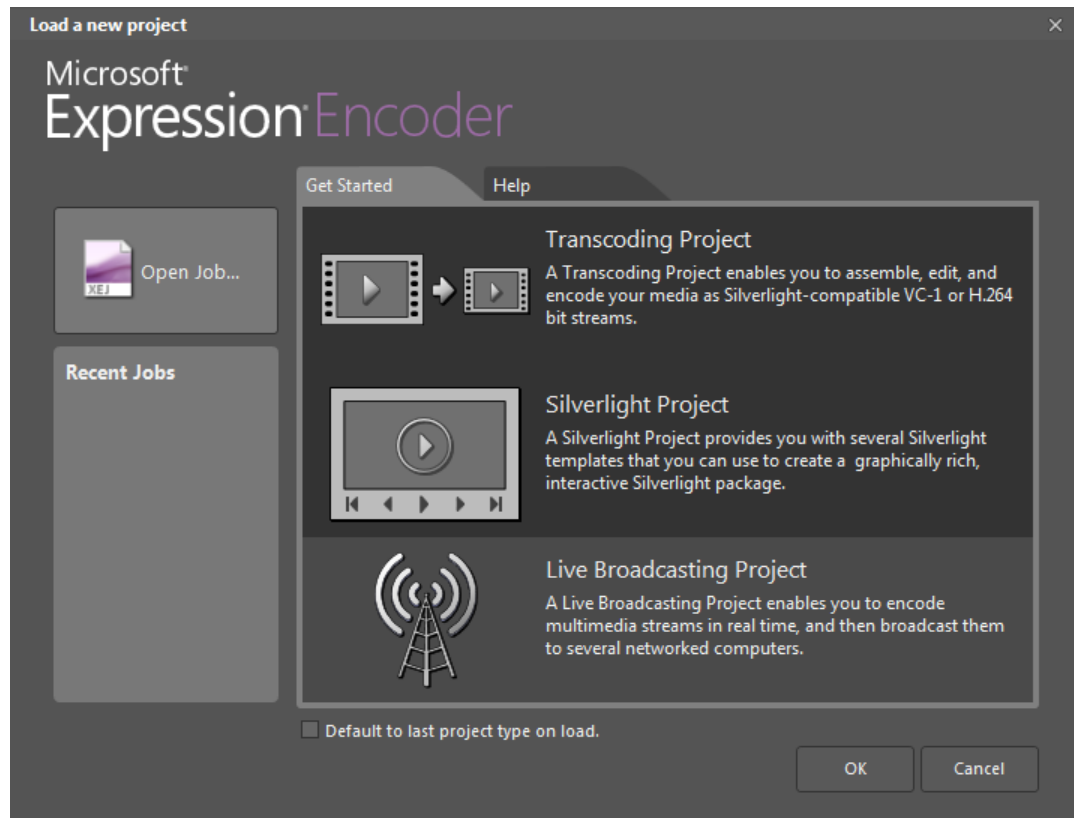 Load a new project
Microsoft®
Expression® Encoder
Get Started
Help
XEJ
Open Job...
Recent Jobs
Transcoding Project
A Transcoding Project enables you to assemble, edit, and
encode your media as Silverlight-compatible VC-1 or H.264
bit streams.
Silverlight Project
A Silverlight Project provides you with several Silverlight
templates that you can use to create a  graphically rich,
interactive Silverlight package.
Live Broadcasting Project
A Live Broadcasting Project enables you to encode
multimedia streams in real time, and then broadcast them
to several networked computers.
Default to last project type on load.
OK
Cancel